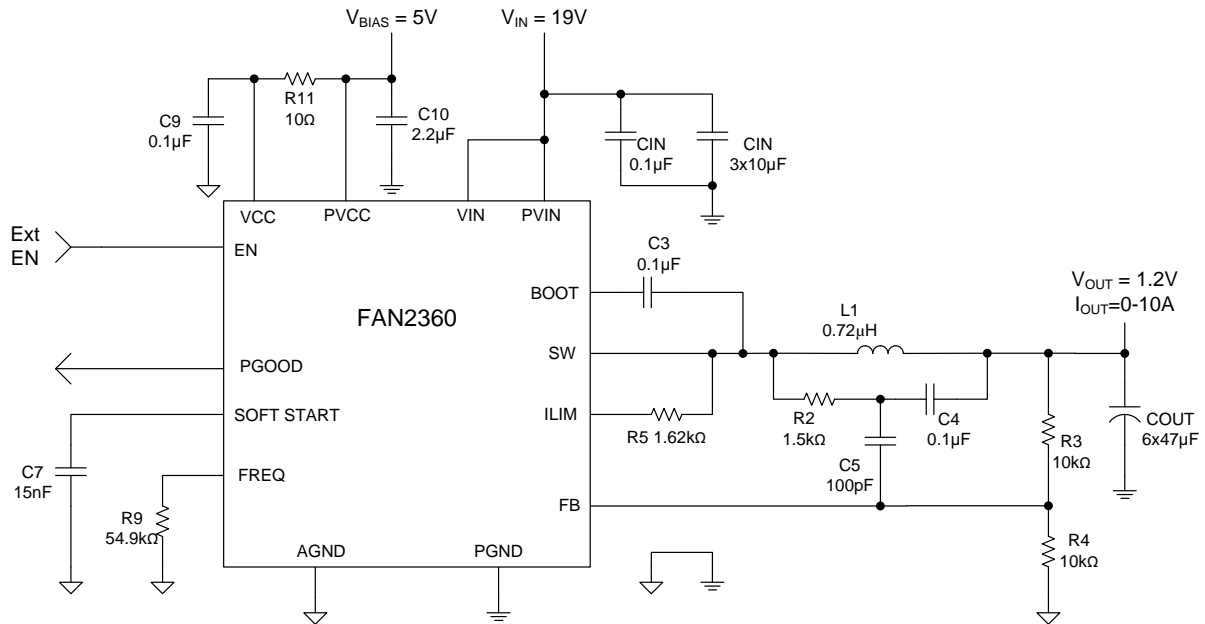 V_BIAS = 5V
V_IN = 19V
R11
10Ω
C9
0.1µF
C10
2.2µF
CIN
0.1µF
CIN
3x10µF
VCC
PVCC
VIN
PVIN
Ext
EN
EN
C3
0.1µF
BOOT
FAN2360
V_OUT = 1.2V
I_OUT=0-10A
L1
0.72µH
SW
PGOOD
SOFT START
ILIM
R5 1.62kΩ
R2
1.5kΩ
C4
0.1µF
COUT
6x47µF
R3
10kΩ
C5
100pF
C7
15nF
FREQ
R9
54.9kΩ
FB
R4
10kΩ
AGND
PGND